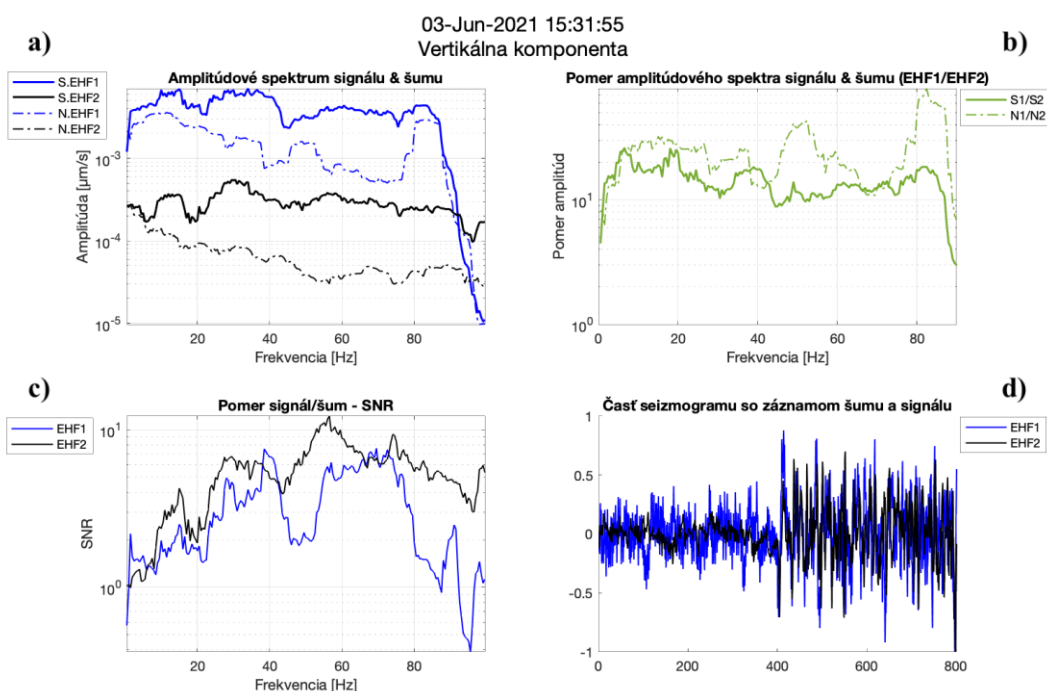 03-Jun-2021 15:31:55
Vertikálna komponenta
a)
Amplitúdové spektrum signálu & šumu
S.EHF1
S.EHF2
N.EHF1
N.EHF2
Amplitúda [µm/s]
10-3
10-4
10-5
20 40 60 80
Frekvencia [Hz]
b)
Pomer amplitúdového spektra signálu & šumu (EHF1/EHF2)
S1/S2
N1/N2
Pomer amplitúd
101
100
20 40 60 80
Frekvencia [Hz]
c)
Pomer signál/šum - SNR
EHF1
EHF2
SNR
101
100
20 40 60 80
Frekvencia [Hz]
d)
Časť seizmogramu so záznamom šumu a signálu
EHF1
EHF2
1
0.5
0
-0.5
-1
0 200 400 600 800